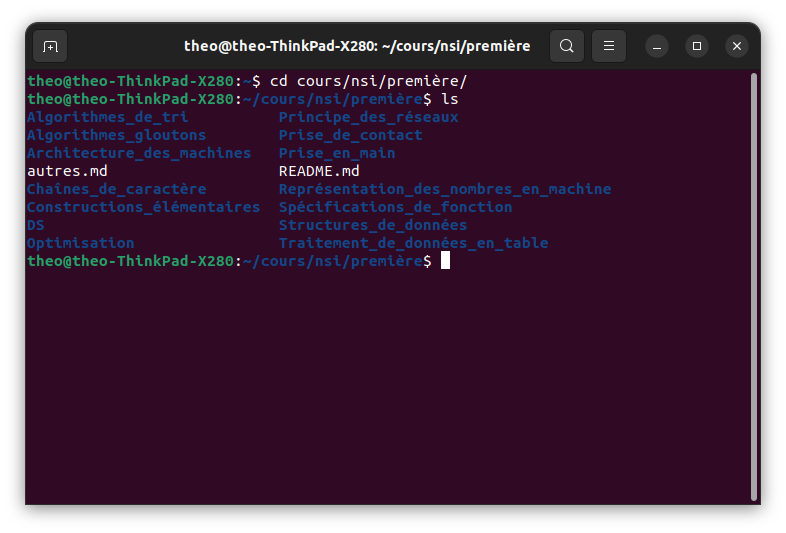 theo@theo-ThinkPad-X280: ~/cours/nsi/première
theo@theo-ThinkPad-X280:~$ cd cours/nsi/première/
theo@theo-ThinkPad-X280:~/cours/nsi/première$ ls
Algorithmes_de_tri Principe_des_réseaux
Algorithmes_gloutons Prise_de_contact
Architecture_des_machines Prise_en_main
autres.md README.md
Chaînes_de_caractère Représentation_des_nombres_en_machine
Constructions_élémentaires Spécifications_de_fonction
DS Structures_de_données
Optimisation Traitement_de_données_en_table
theo@theo-ThinkPad-X280:~/cours/nsi/première$